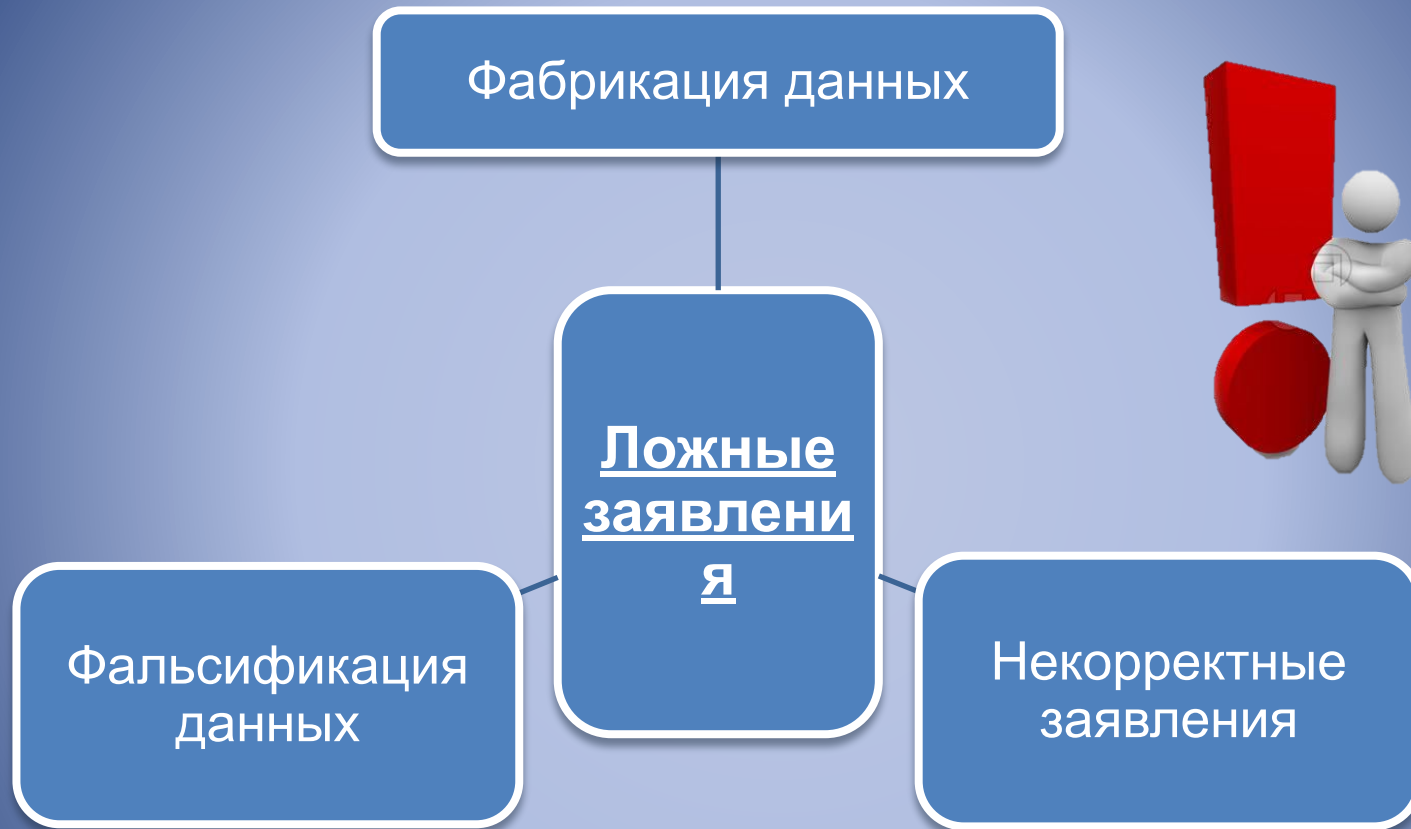 Фабрикация данных
Ложные
заявлени
я
Фальсификация
данных
Некорректные
заявления